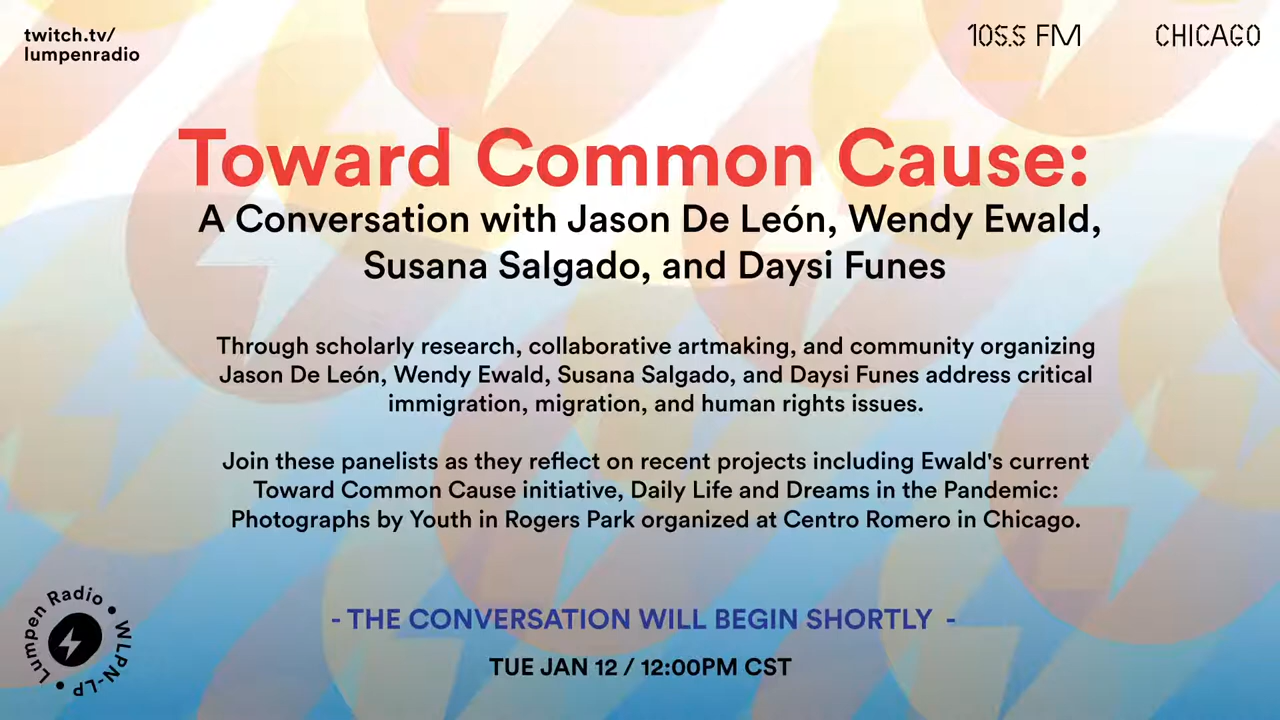 twitch.tv/
lumpenradio
105.5 FM
CHICAGO
Toward Common Cause:
A Conversation with Jason De León, Wendy Ewald,
Susana Salgado, and Daysi Funes
Through scholarly research, collaborative artmaking, and community organizing
Jason De León, Wendy Ewald, Susana Salgado, and Daysi Funes address critical
immigration, migration, and human rights issues.
Join these panelists as they reflect on recent projects including Ewald's current
Toward Common Cause initiative, Daily Life and Dreams in the Pandemic:
Photographs by Youth in Rogers Park organized at Centro Romero in Chicago.
- THE CONVERSATION WILL BEGIN SHORTLY -
TUE JAN 12 / 12:00PM CST
Lumpen Radio • WLPN-LP •